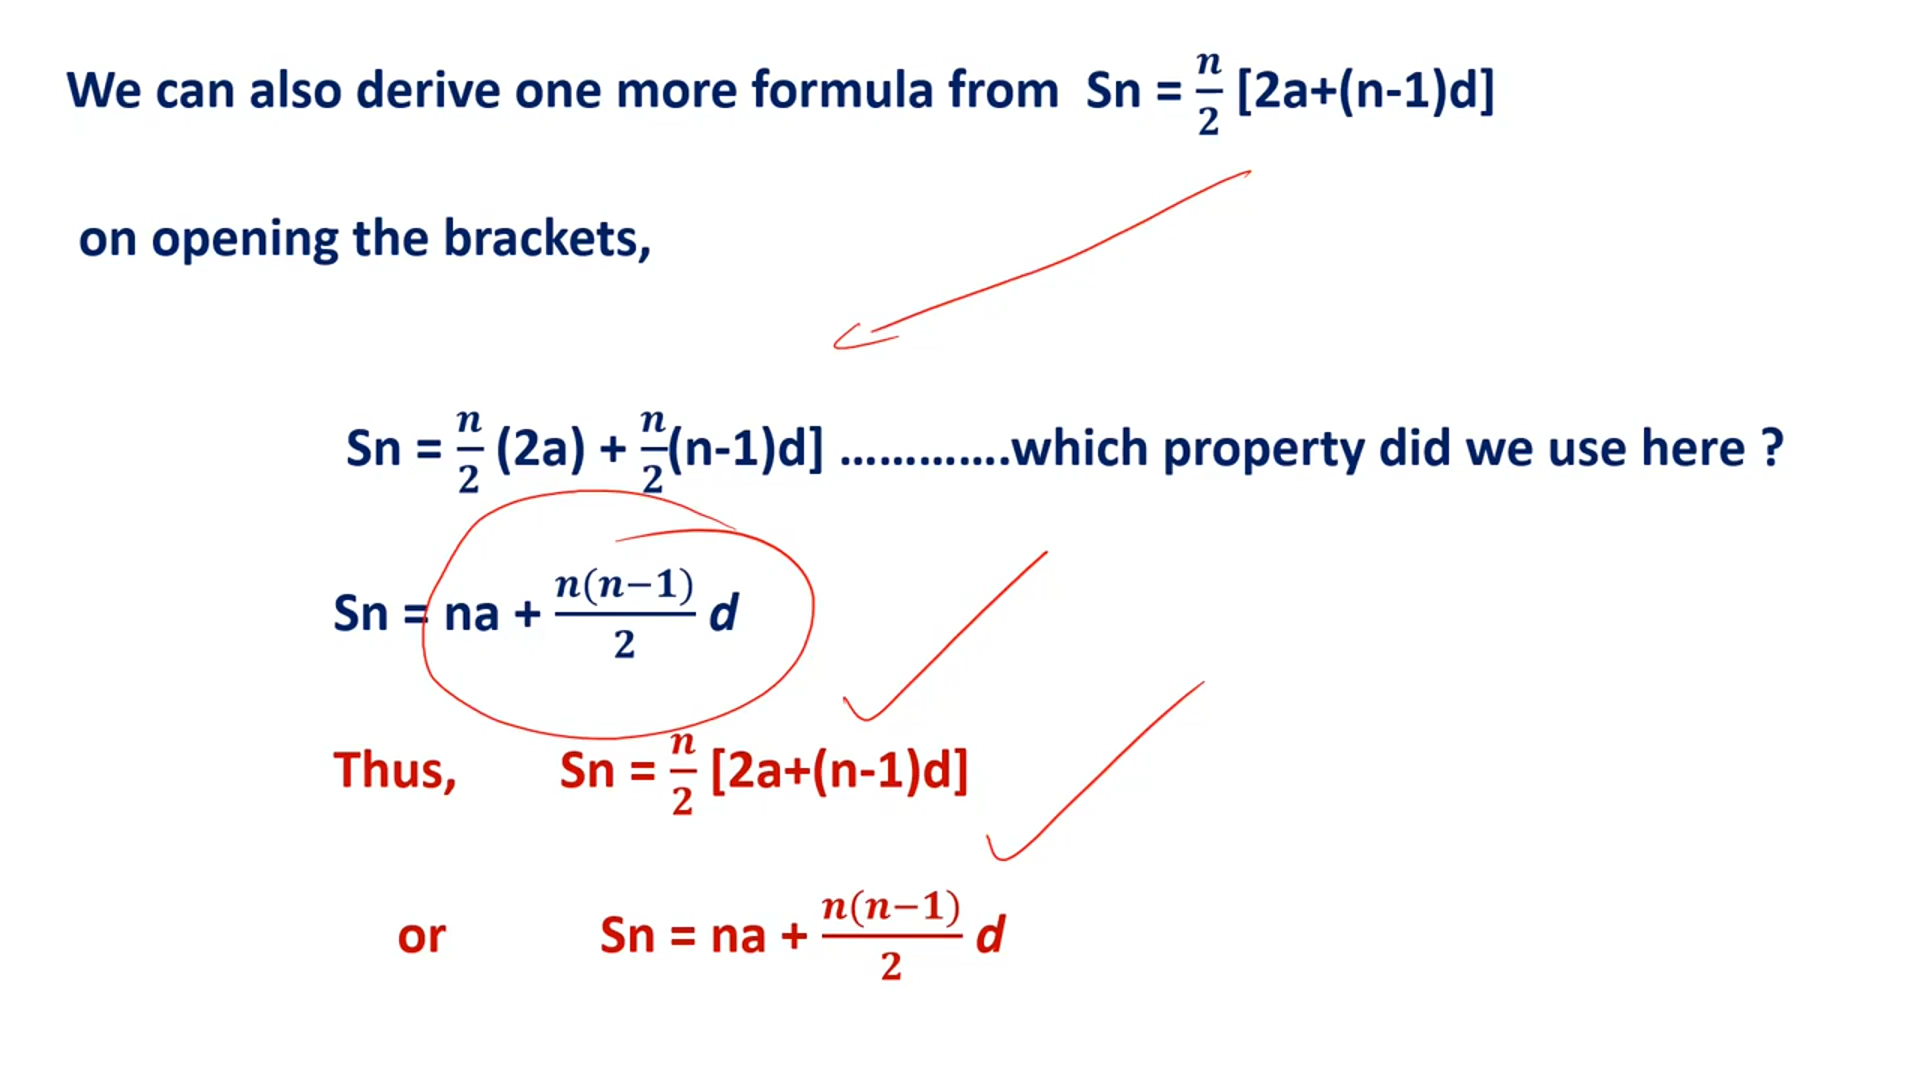 We can also derive one more formula from Sn = n/2 [2a+(n-1)d]
on opening the brackets,
Sn = n/2 (2a) + n/2(n-1)d] .............which property did we use here ?
Sn = na + n(n−1)/2 d
Thus, Sn = n/2 [2a+(n-1)d]
or Sn = na + n(n−1)/2 d